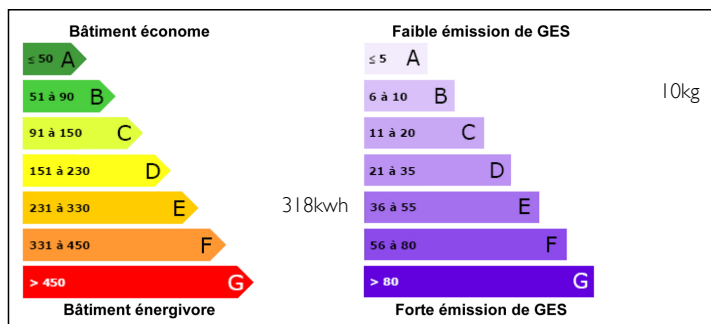 Bâtiment économe
≤ 50 A
51 à 90 B
91 à 150 C
151 à 230 D
231 à 330 E
318kwh
331 à 450 F
> 450 G
Bâtiment énergivore
Faible émission de GES
≤ 5 A
6 à 10 B
10kg
11 à 20 C
21 à 35 D
36 à 55 E
56 à 80 F
> 80 G
Forte émission de GES